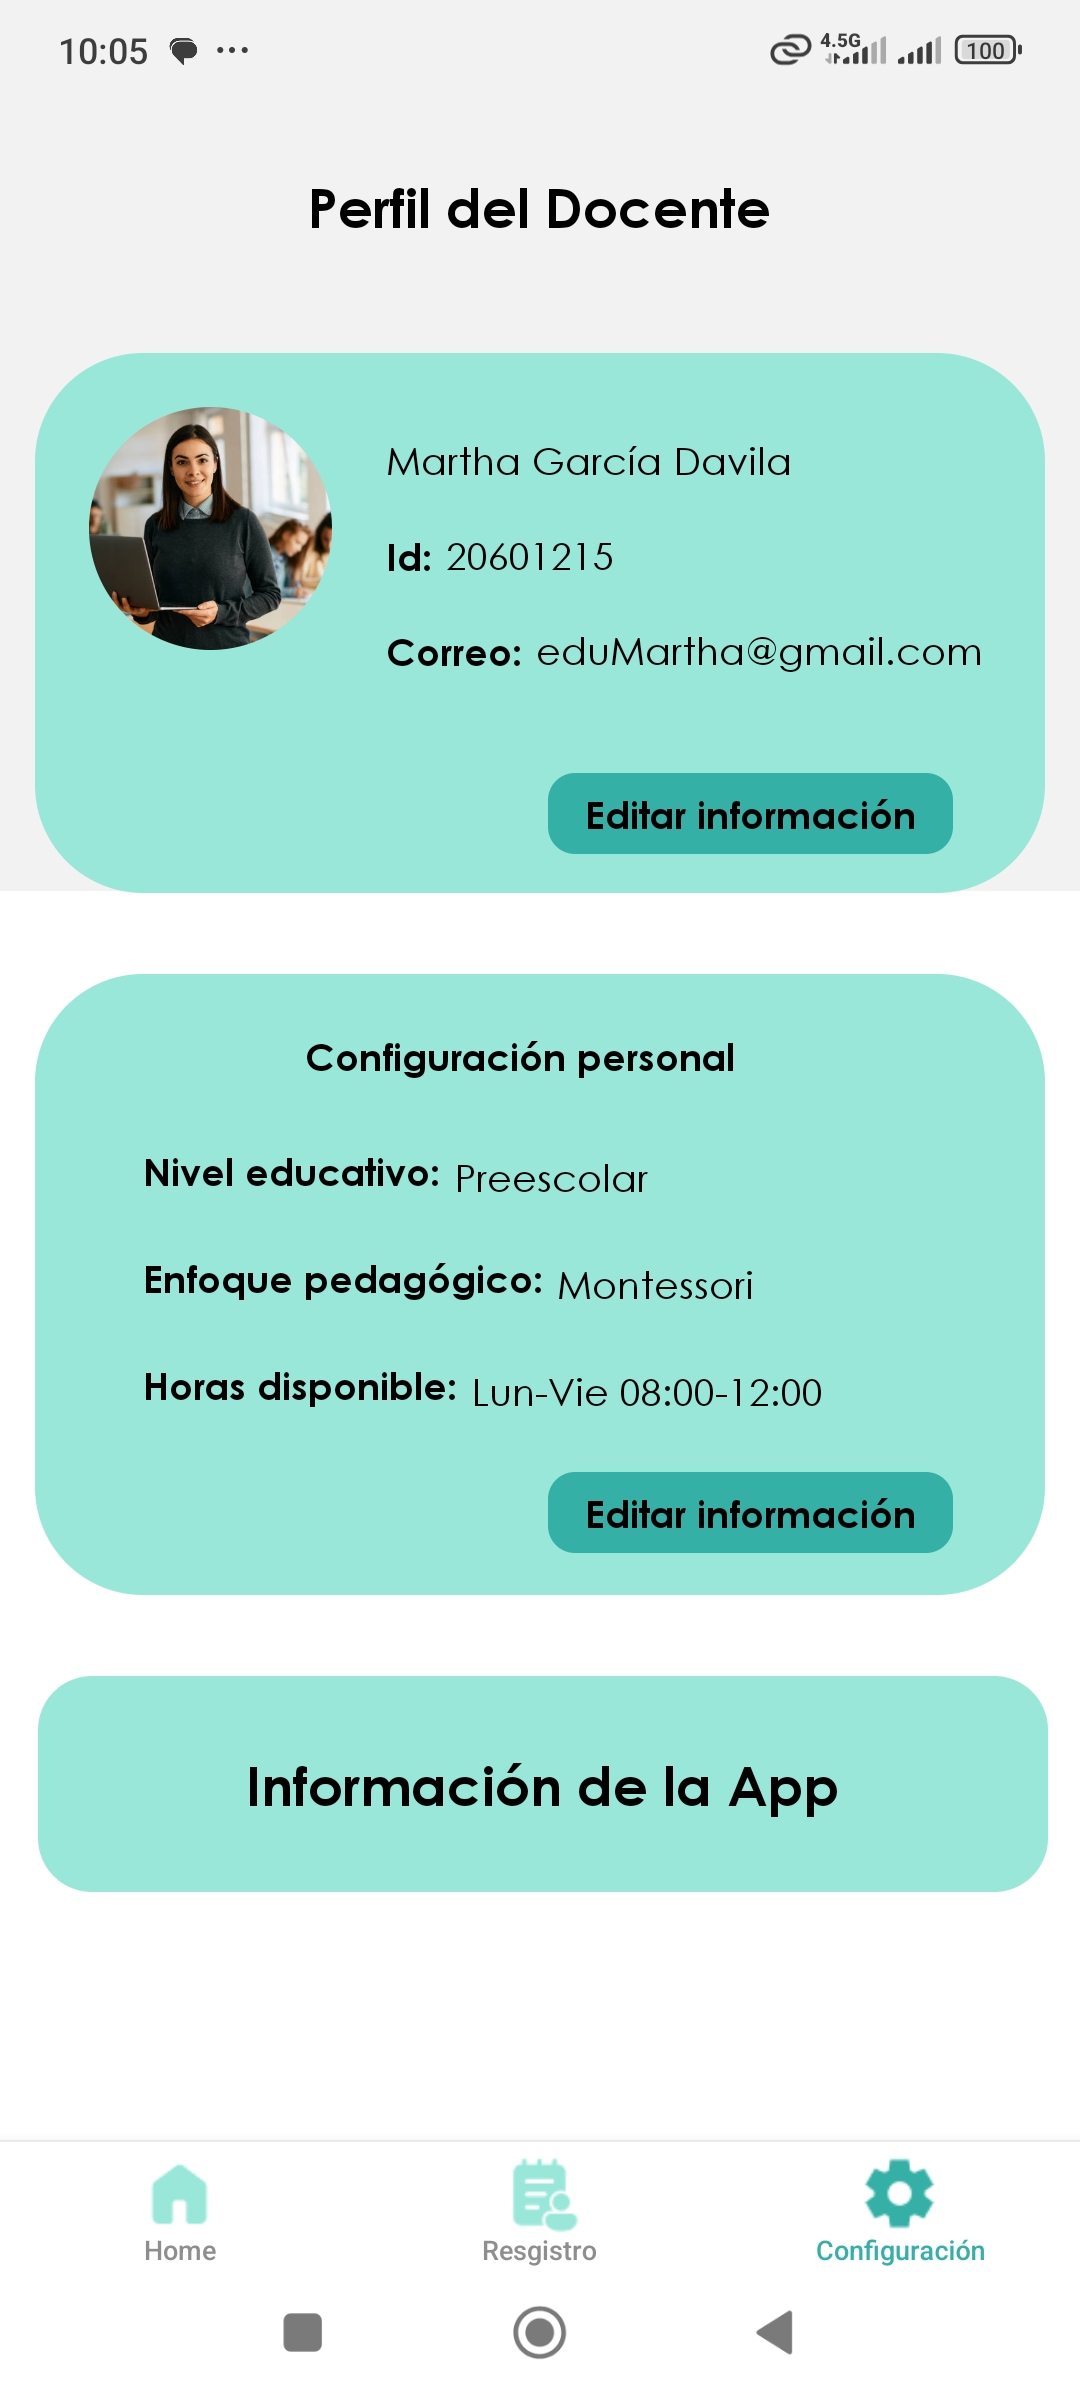 10:05
4.5G
100
Perfil del Docente
Martha García Davila
Id: 20601215
Correo: eduMartha@gmail.com
Editar información
Configuración personal
Nivel educativo: Preescolar
Enfoque pedagógico: Montessori
Horas disponible: Lun-Vie 08:00-12:00
Editar información
Información de la App
Home
Resgistro
Configuración